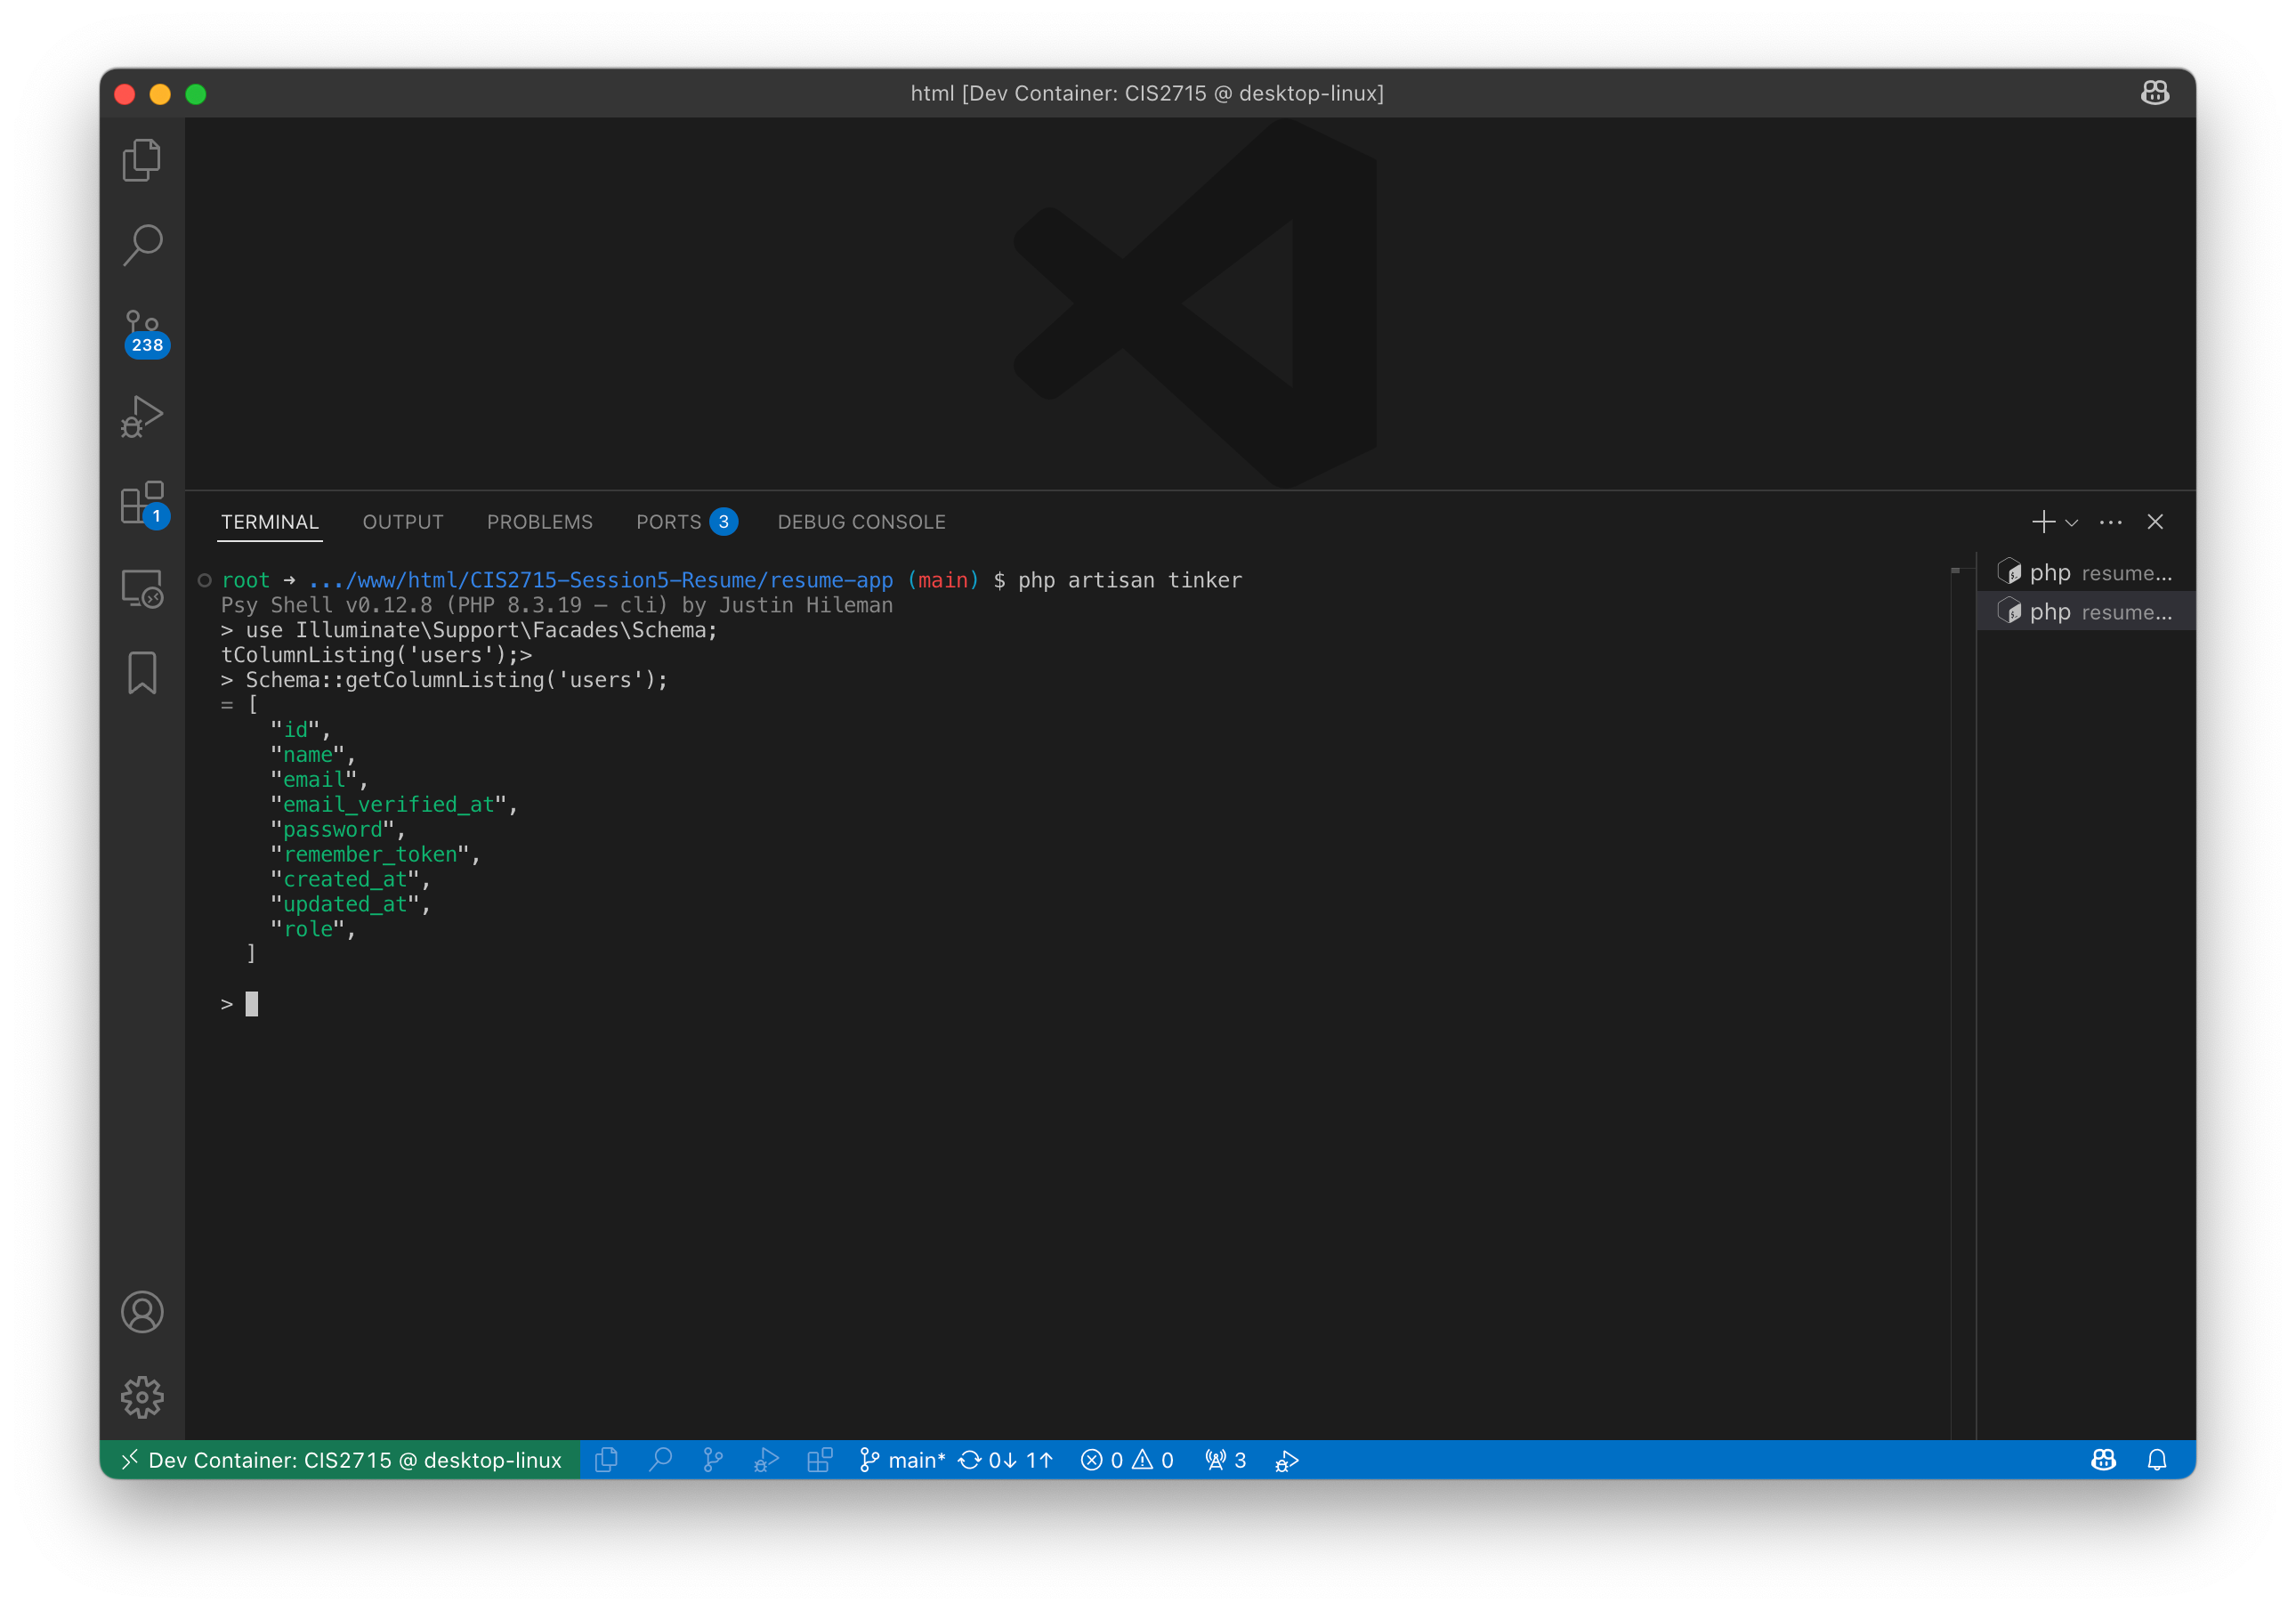 html [Dev Container: CIS2715 @ desktop-linux]
238
1
TERMINAL OUTPUT PROBLEMS PORTS 3 DEBUG CONSOLE
root ➜ .../www/html/CIS2715-Session5-Resume/resume-app (main) $ php artisan tinker
Psy Shell v0.12.8 (PHP 8.3.19 — cli) by Justin Hileman
> use Illuminate\Support\Facades\Schema;
tColumnListing('users');>
> Schema::getColumnListing('users');
= [
"id",
"name",
"email",
"email_verified_at",
"password",
"remember_token",
"created_at",
"updated_at",
"role",
]
>
php resume...
php resume...
Dev Container: CIS2715 @ desktop-linux main* 0↓ 1↑ 0 0 3